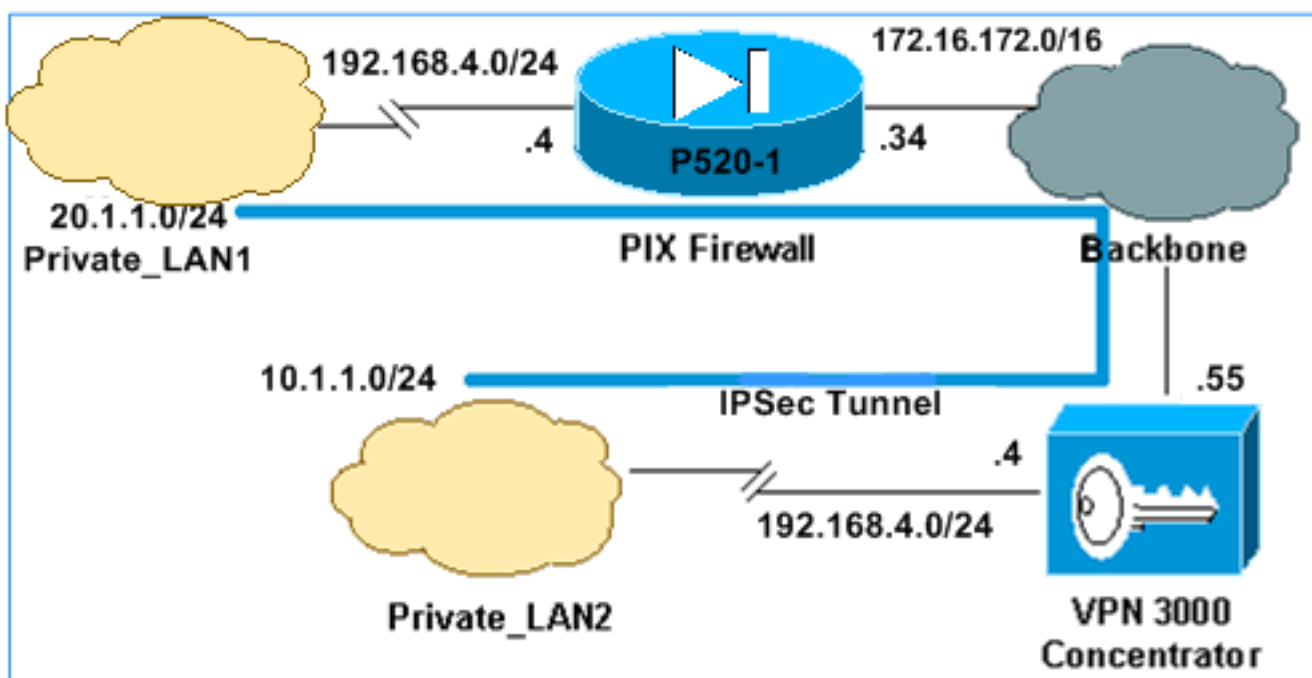 192.168.4.0/24
172.16.172.0/16
.4
P520-1
.34
20.1.1.0/24
Private_LAN1
PIX Firewall
Backbone
10.1.1.0/24
IPSec Tunnel
.55
.4
192.168.4.0/24
Private_LAN2
VPN 3000
Concentrator